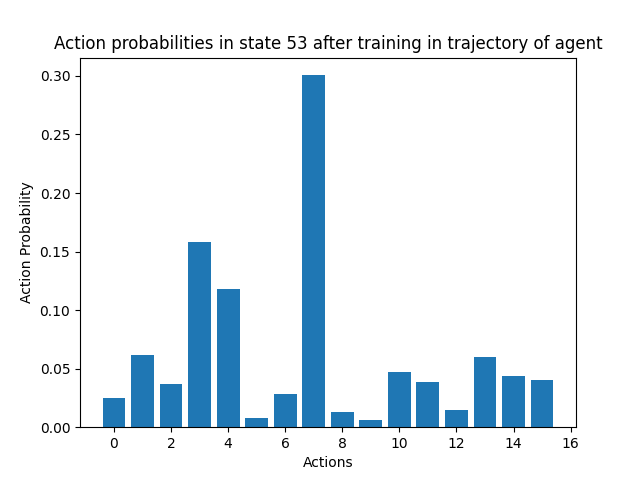 Action probabilities in state 53 after training in trajectory of agent
0.30
0.25
0.20
0.15
0.10
0.05
0.00
Action Probability
0 2 4 6 8 10 12 14 16
Actions